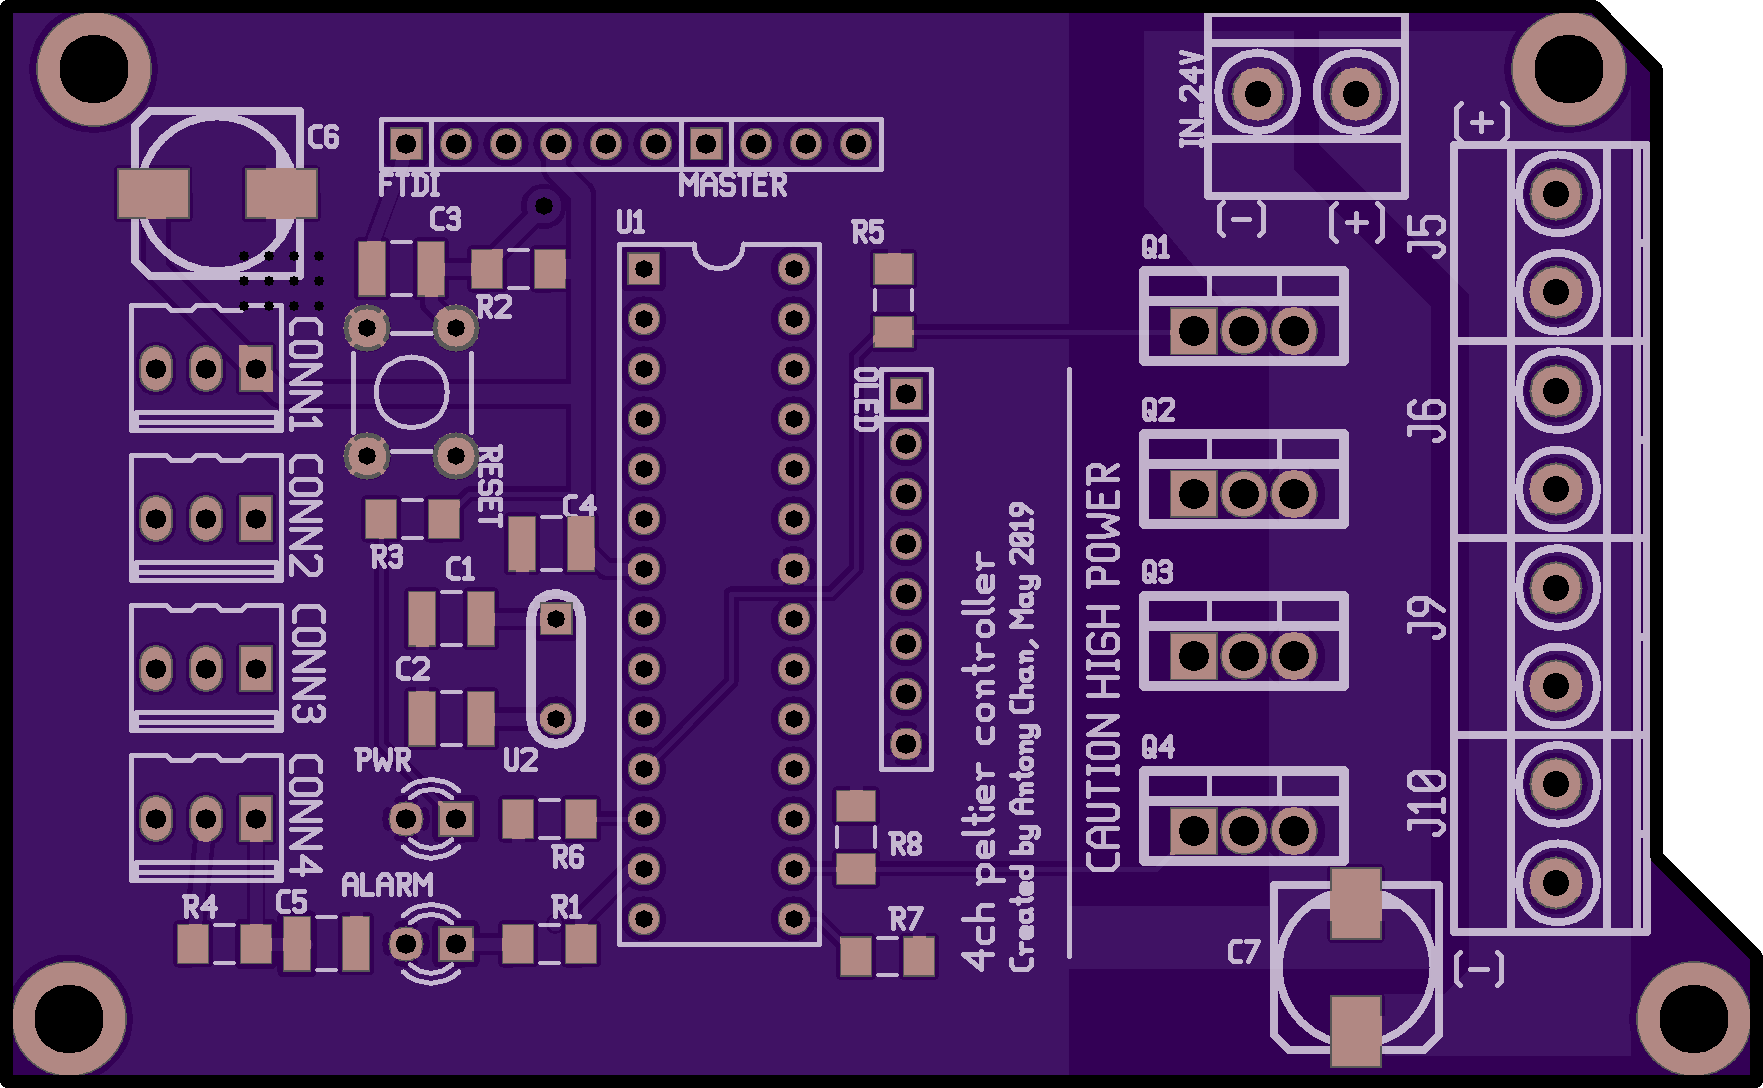 IN_24V
(+)
C6
FTDI
MASTER
C3
U1
R5
(-)
(+)
J5
Q1
R2
CONN1
OLED
Q2
J6
RESET
CONN2
R3
C4
C1
Q3
J9
CONN3
C2
PWR
U2
4ch peltier controller
Created by Antony Chan, May 2019
CAUTION HIGH POWER
Q4
J10
CONN4
R6
R8
ALARM
R4
C5
R1
R7
C7
(-)